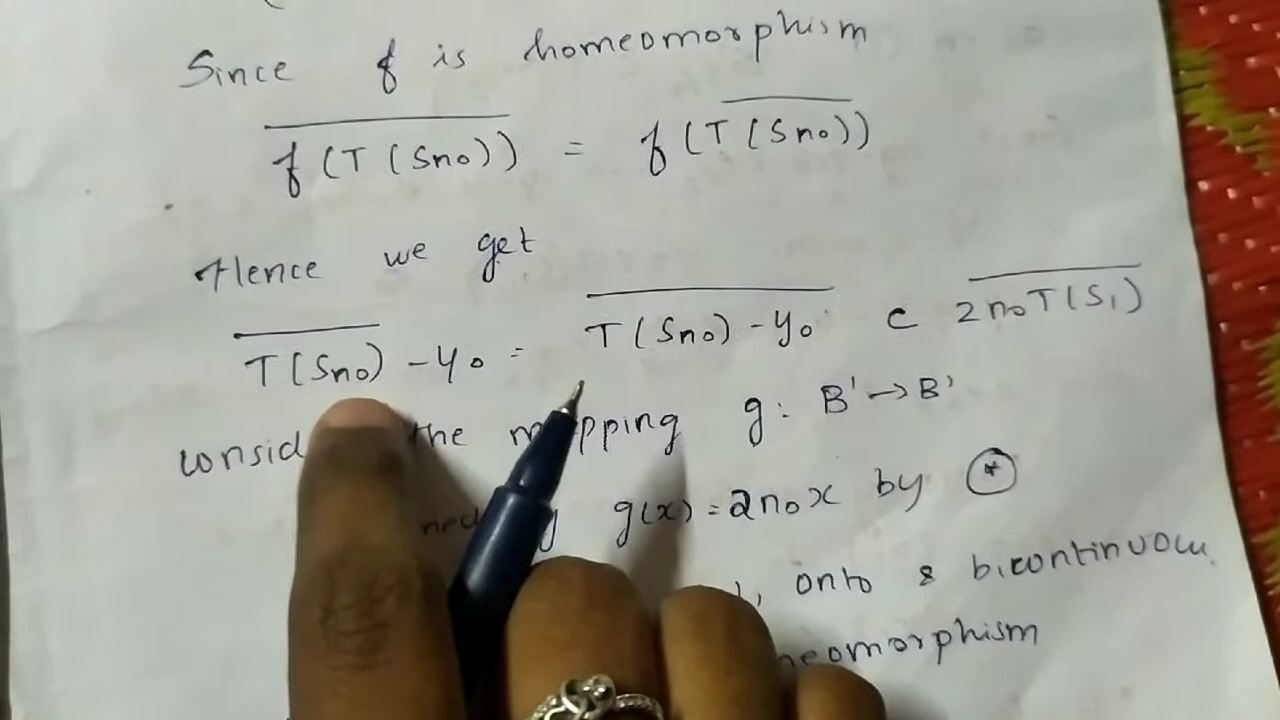 Since f is homeomorphism
f(T(Sn₀)) = f(T(Sn₀))
Hence we get
T(Sn₀) - y₀ = T(Sn₀) - y₀ ⊂ 2n₀T(S₁)
the mapping g: B' → B'
g(x) = 2n₀x by (*)
onto & bicontinuous